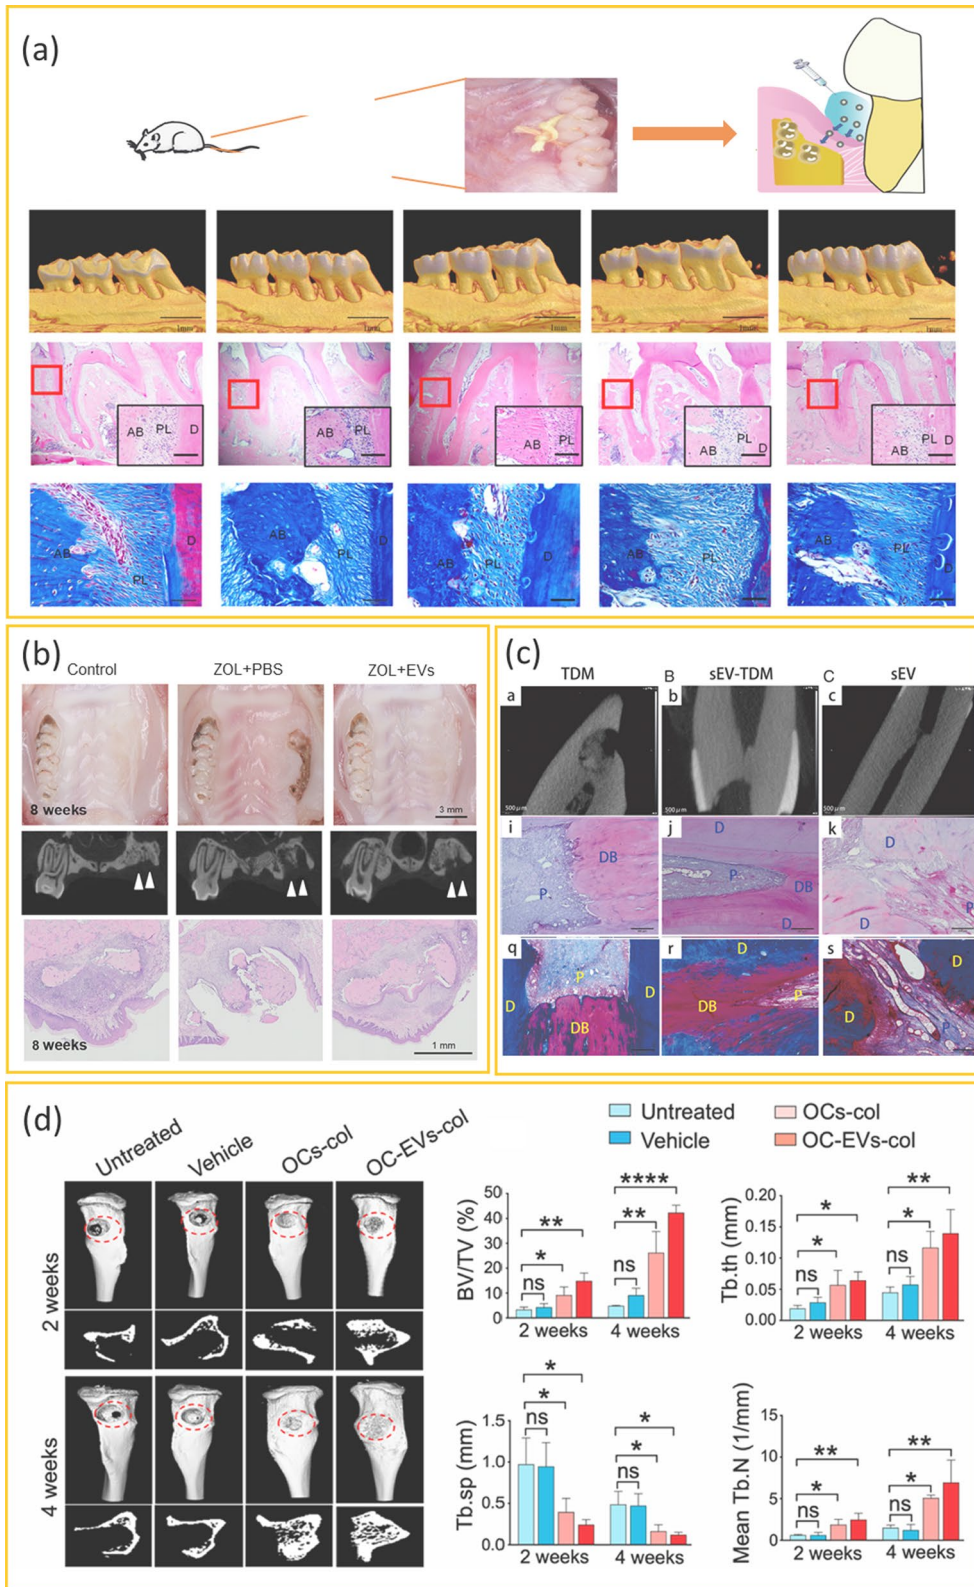 (a)
1mm
1mm
1mm
1mm
1mm
AB PL D
AB PL
AB PL
AB PL D
AB PL
AB PL D
AB PL
AB PL D
AB PL
AB PL D
(b)
Control ZOL+PBS ZOL+EVs
8 weeks
3 mm
8 weeks
1 mm
(c)
TDM B sEV-TDM C sEV
a b c
500 µm 500 µm 500 µm
i j k
P DB
D P DB D
D D P
q r s
D P D DB
D P DB
D D P
(d)
Untreated Vehicle OCs-col OC-EVs-col
2 weeks
4 weeks
Untreated OCs-col
Vehicle OC-EVs-col
BV/TV (%)
50
40
30
20
10
0
ns * **
ns ** ****
2 weeks 4 weeks
Tb.th (mm)
0.20
0.15
0.10
0.05
0.00
ns * *
ns * **
2 weeks 4 weeks
Tb.sp (mm)
1.5
1.0
0.5
0.0
ns * *
ns * *
2 weeks 4 weeks
Mean Tb.N (1/mm)
15
10
5
0
ns * **
ns * **
2 weeks 4 weeks